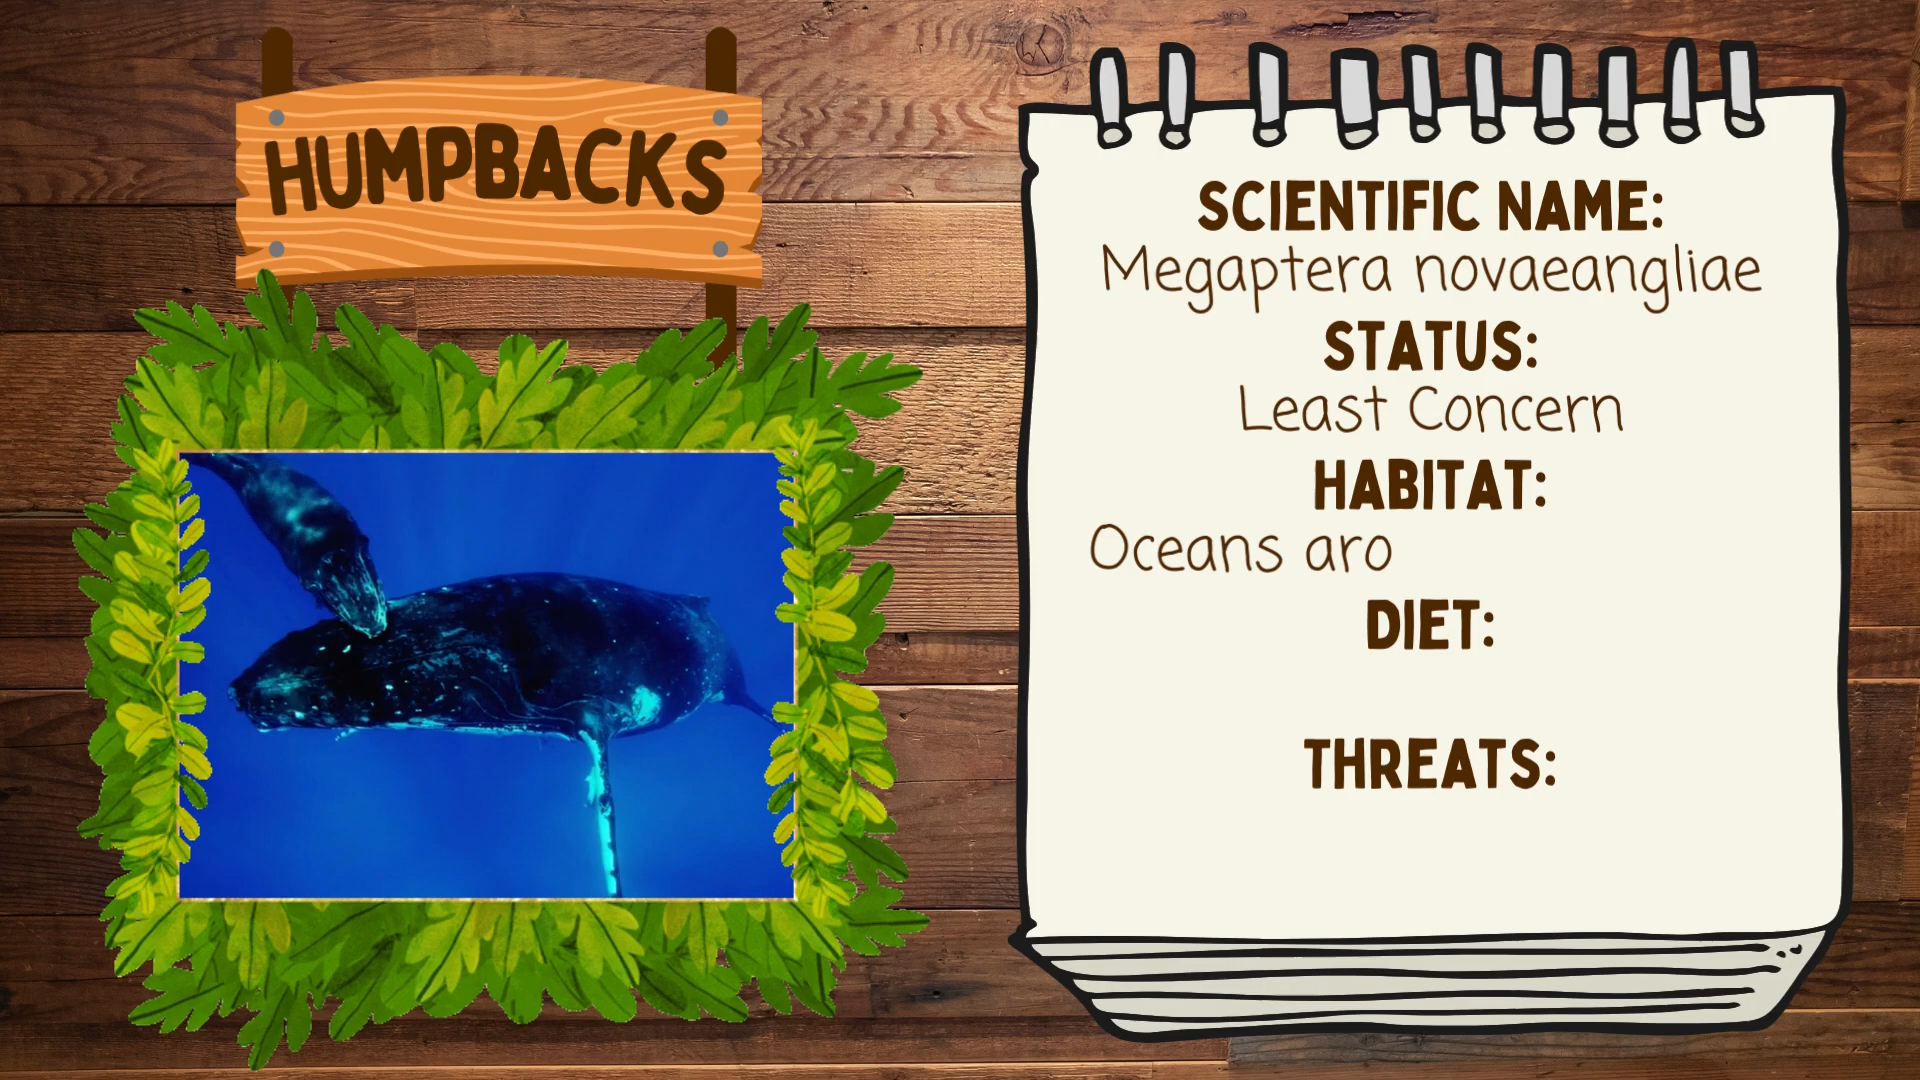 HUMPBACKS
SCIENTIFIC NAME:
Megaptera novaeangliae
STATUS:
Least Concern
HABITAT:
Oceans aro
DIET:
THREATS: